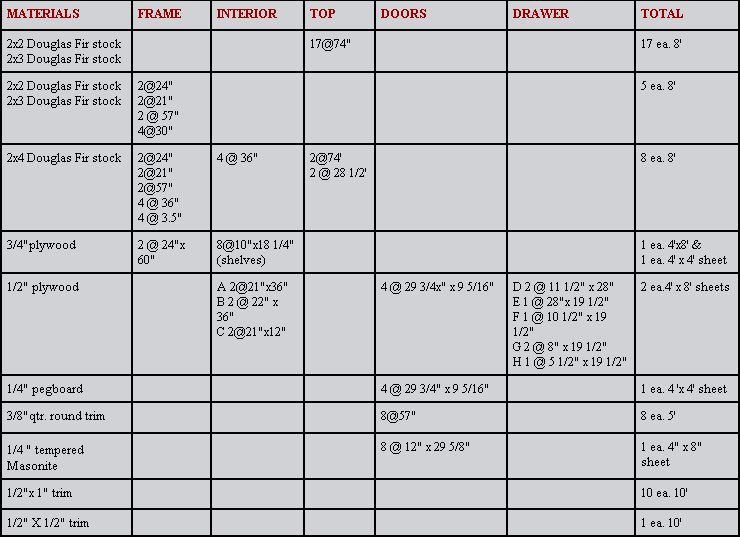 MATERIALS FRAME INTERIOR TOP DOORS DRAWER TOTAL
2x2 Douglas Fir stock 17@74" 17 ea. 8'
2x3 Douglas Fir stock
2x2 Douglas Fir stock 2@24" 5 ea. 8'
2x3 Douglas Fir stock 2@21"
2 @ 57"
4@30"
2x4 Douglas Fir stock 2@24" 4 @ 36" 2@74' 8 ea. 8'
2@21" 2 @ 28 1/2'
2@57"
4 @ 36"
4 @ 3.5"
3/4"plywood 2 @ 24"x 8@10"x18 1/4" 1 ea. 4'x8' &
60" (shelves) 1 ea. 4' x 4' sheet
1/2" plywood A 2@21"x36" 4 @ 29 3/4x" x 9 5/16" D 2 @ 11 1/2" x 28" 2 ea.4' x 8' sheets
B 2 @ 22" x E 1 @ 28"x 19 1/2"
36" F 1 @ 10 1/2" x 19
C 2@21"x12" 1/2"
G 2 @ 8" x 19 1/2"
H 1 @ 5 1/2" x 19 1/2"
1/4" pegboard 4 @ 29 3/4" x 9 5/16" 1 ea. 4 'x 4' sheet
3/8"qtr. round trim 8@57" 8 ea. 5'
1/4 " tempered 8 @ 12" x 29 5/8" 1 ea. 4" x 8"
Masonite sheet
1/2"x 1" trim 10 ea. 10'
1/2" X 1/2" trim 1 ea. 10'